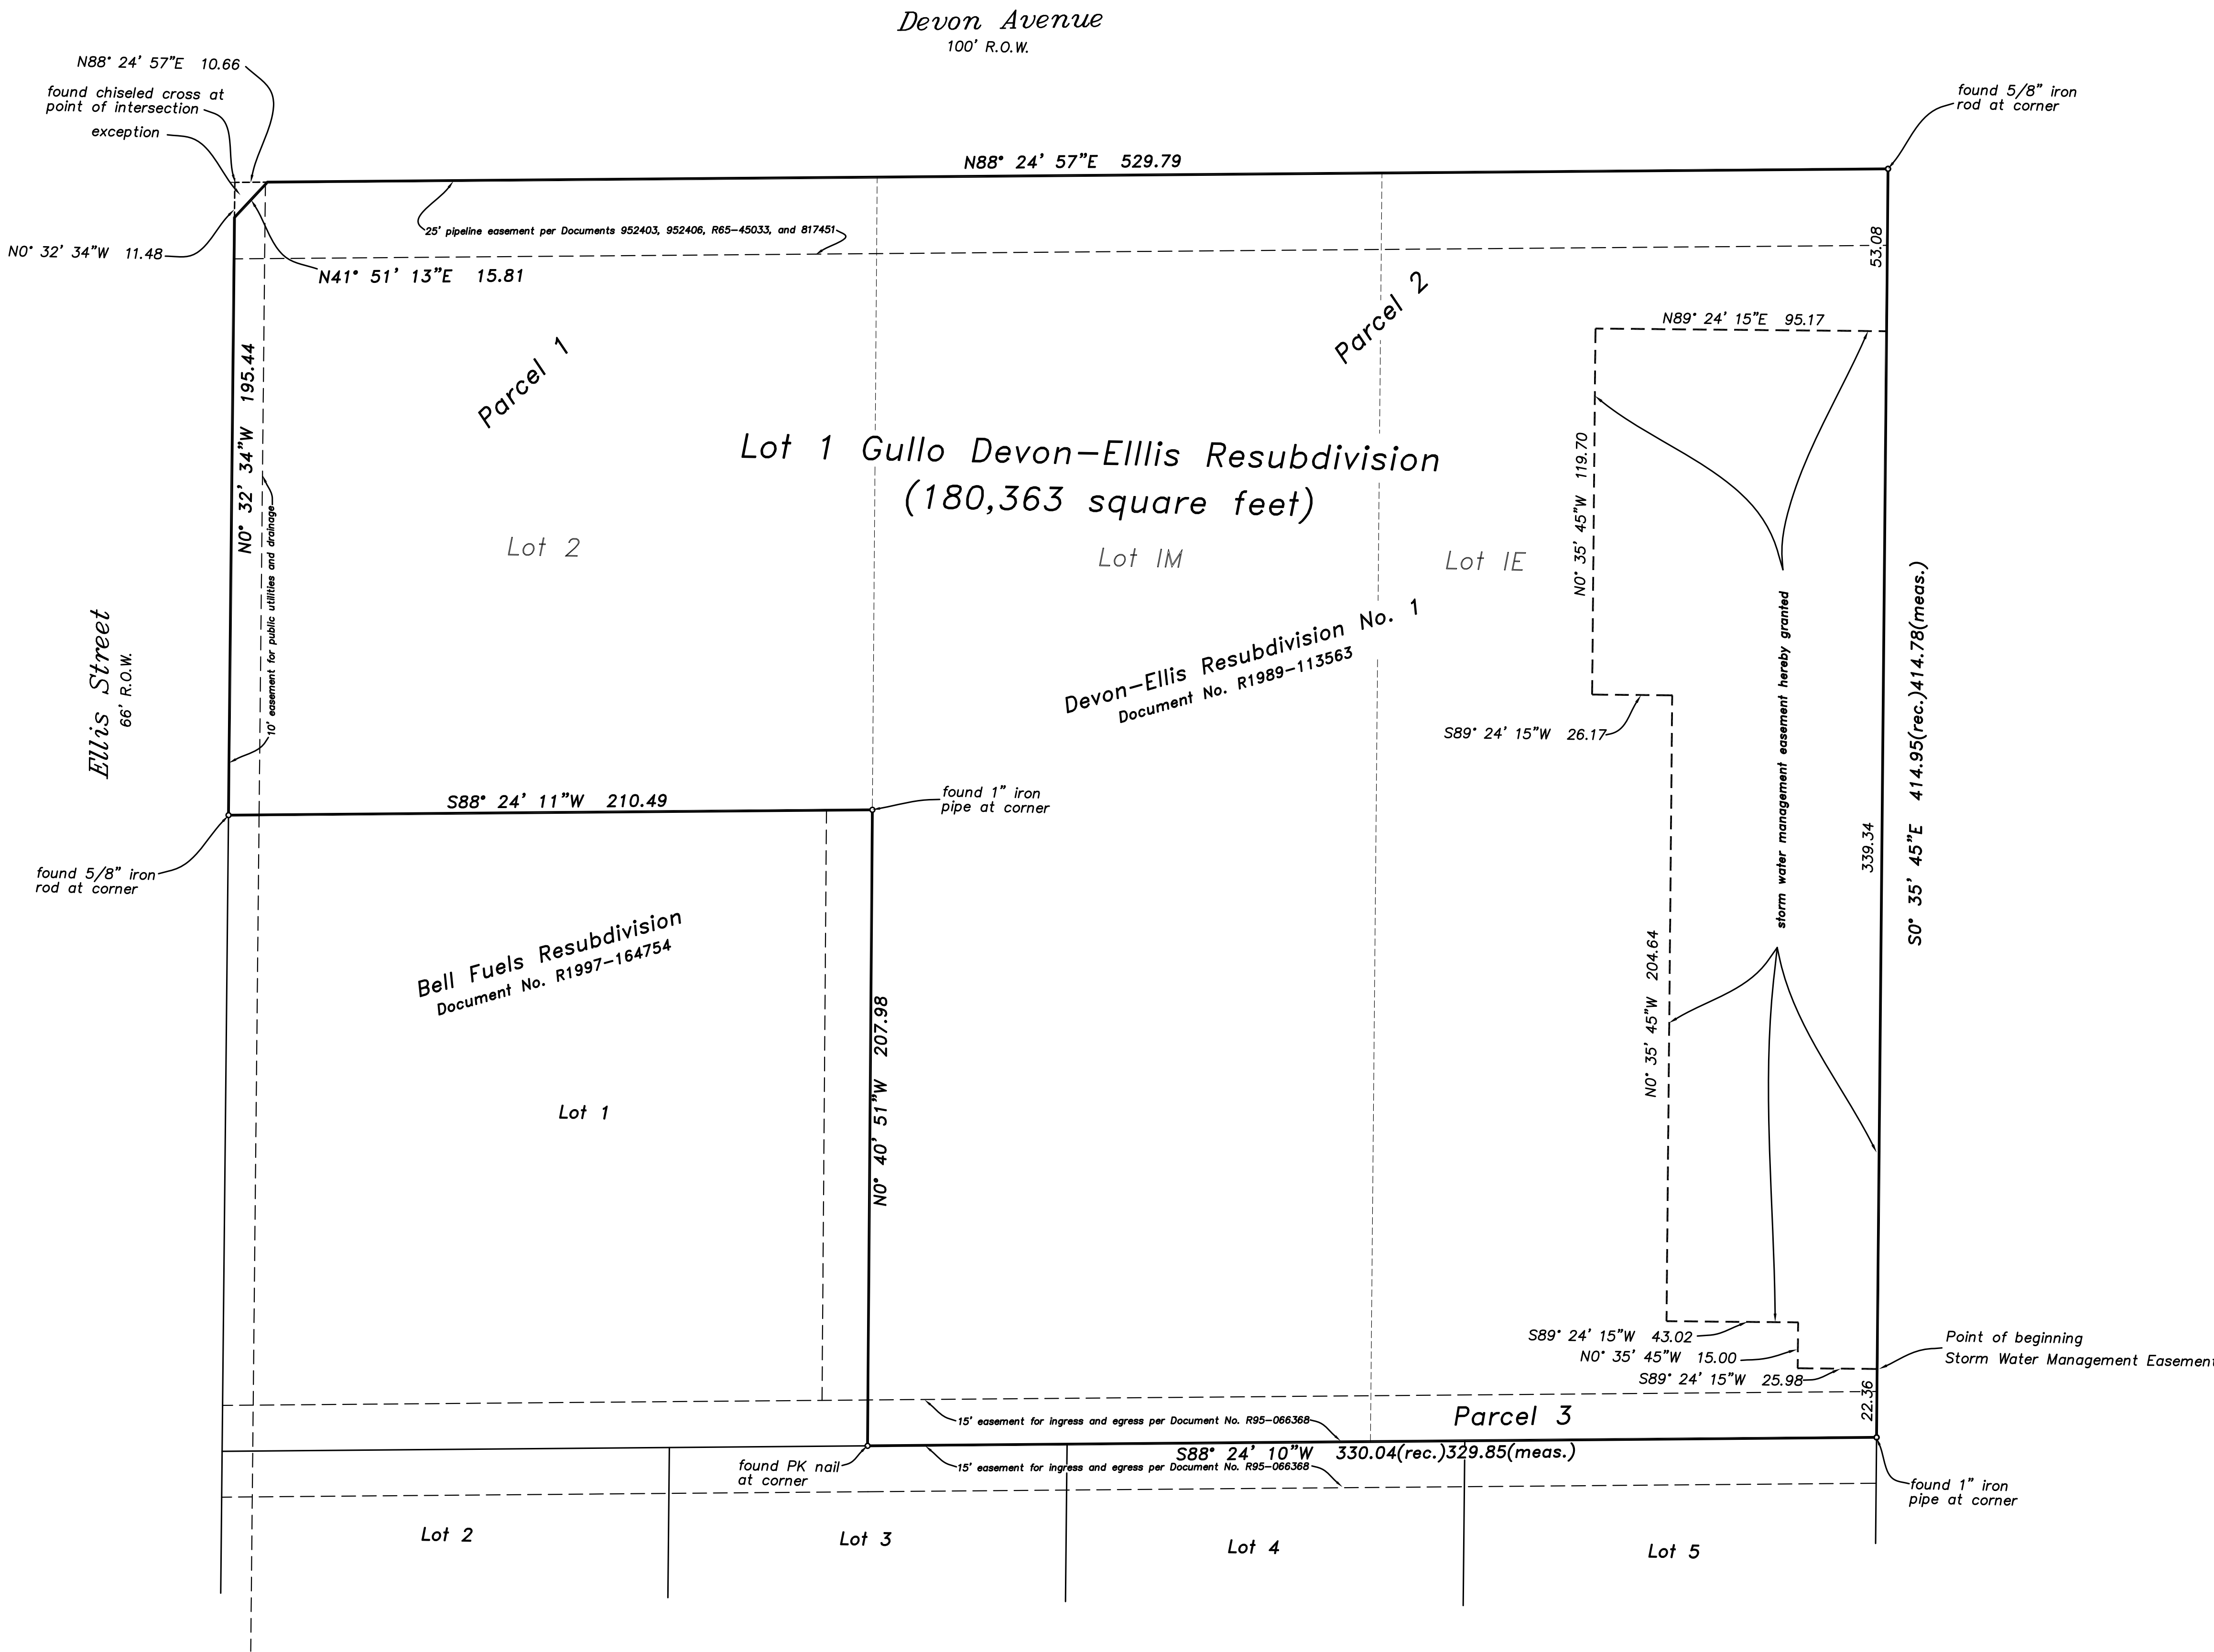 Devon Avenue
100' R.O.W.
N88° 24' 57"E 10.66
found chiseled cross at
point of intersection
exception
found 5/8" iron
rod at corner
N88° 24' 57"E 529.79
25' pipeline easement per Documents 952403, 952406, R65-45033, and 817451
N0° 32' 34"W 11.48
N41° 51' 13"E 15.81
53.08
Parcel 1
Parcel 2
N89° 24' 15"E 95.17
N0° 32' 34"W 195.44
10' easement for public utilities and drainage
Lot 1 Gullo Devon-Elllis Resubdivision
(180,363 square feet)
Lot 2
Lot IM
Lot IE
N0° 35' 45"W 119.70
Ellis Street
66' R.O.W.
Devon-Ellis Resubdivision No. 1
Document No. R1989-113563
S89° 24' 15"W 26.17
storm water management easement hereby granted
S0° 35' 45"E 414.95(rec.)414.78(meas.)
339.34
S88° 24' 11"W 210.49
found 1" iron
pipe at corner
found 5/8" iron
rod at corner
Bell Fuels Resubdivision
Document No. R1997-164754
Lot 1
N0° 40' 51"W 207.98
N0° 35' 45"W 204.64
S89° 24' 15"W 43.02
N0° 35' 45"W 15.00
S89° 24' 15"W 25.98
Point of beginning
Storm Water Management Easement
22.36
15' easement for ingress and egress per Document No. R95-066368
Parcel 3
S88° 24' 10"W 330.04(rec.)329.85(meas.)
found PK nail
at corner
15' easement for ingress and egress per Document No. R95-066368
found 1" iron
pipe at corner
Lot 2
Lot 3
Lot 4
Lot 5